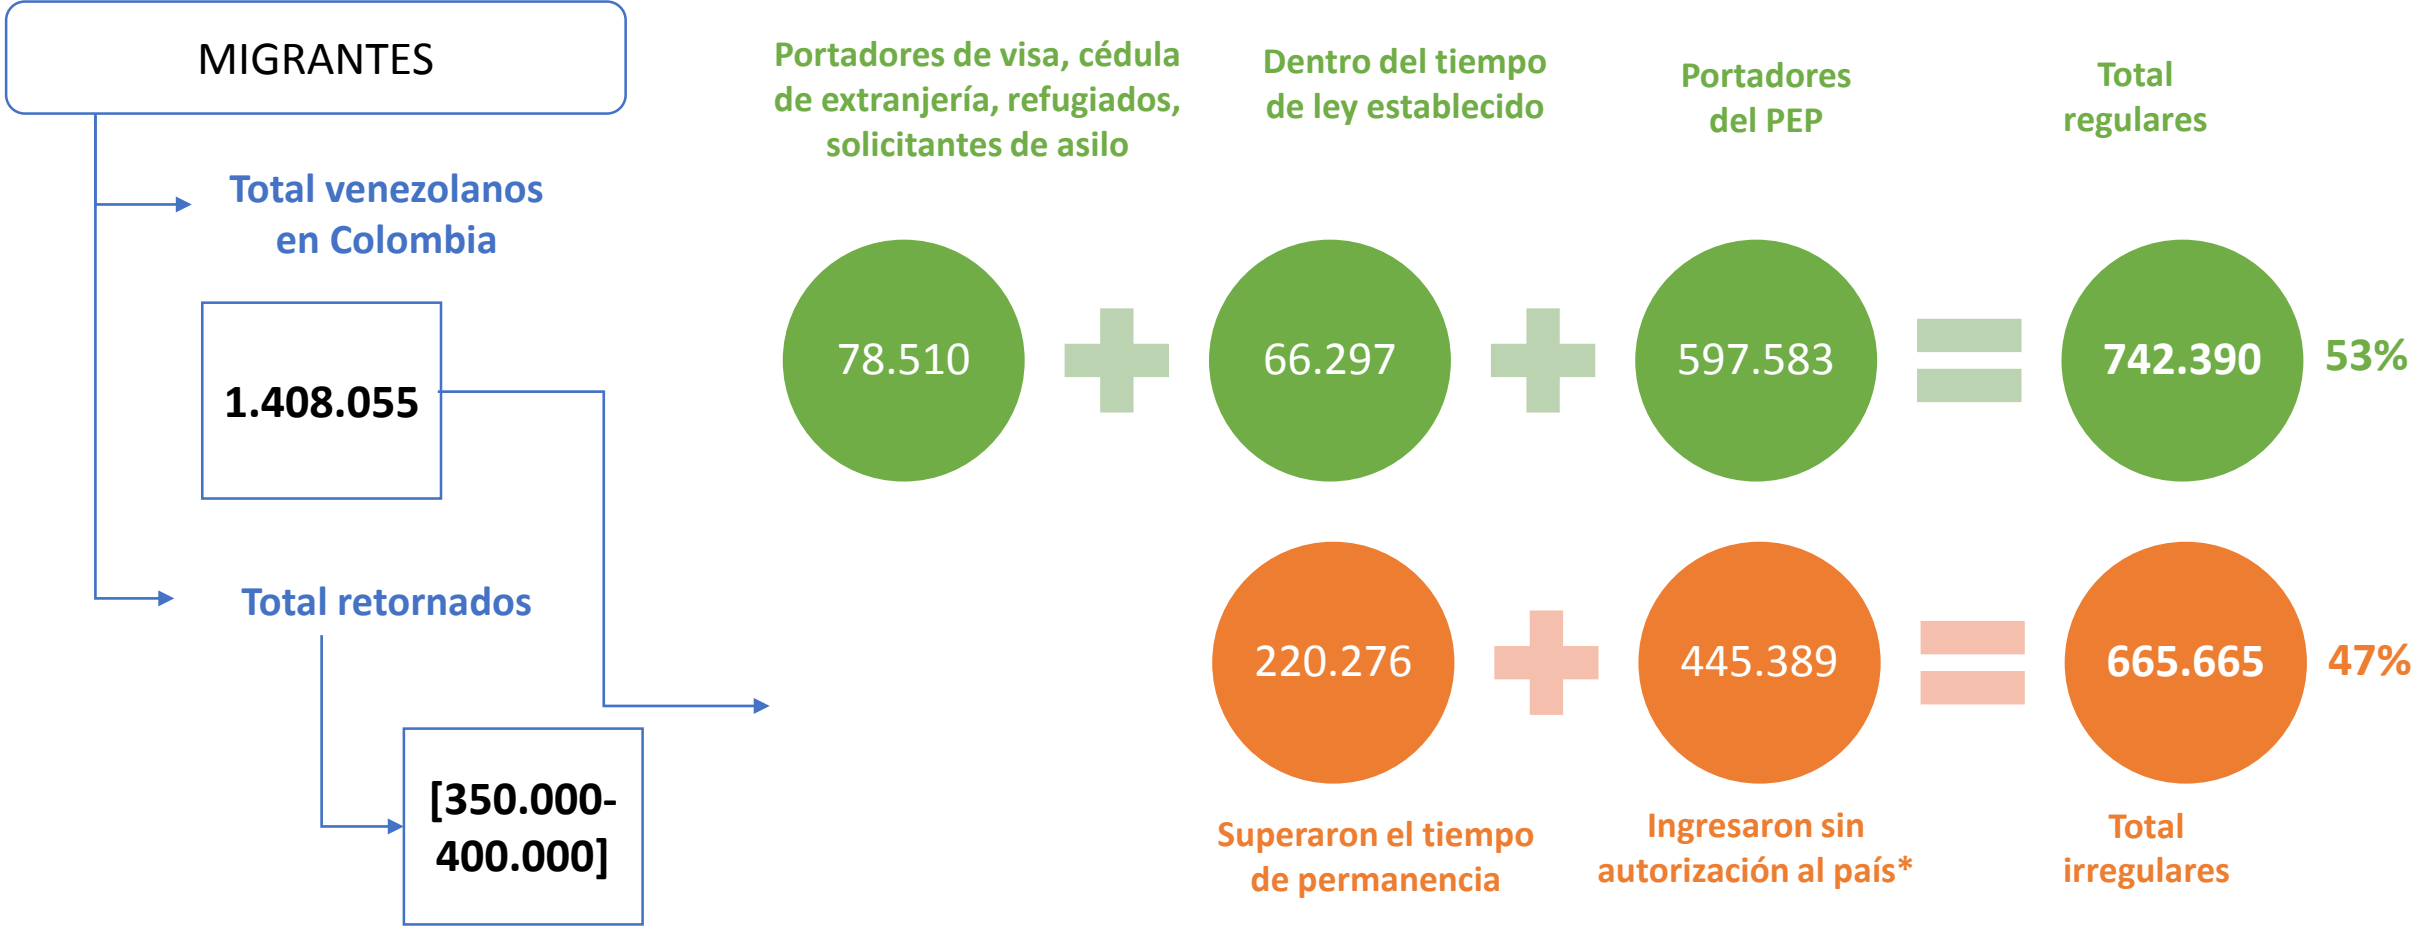 MIGRANTES
Total venezolanos
en Colombia
1.408.055
Total retornados
[350.000-
400.000]
Portadores de visa, cédula
de extranjería, refugiados,
solicitantes de asilo
Dentro del tiempo
de ley establecido
Portadores
del PEP
Total
regulares
78.510
66.297
597.583
742.390
53%
220.276
445.389
665.665
47%
Superaron el tiempo
de permanencia
Ingresaron sin
autorización al país*
Total
irregulares